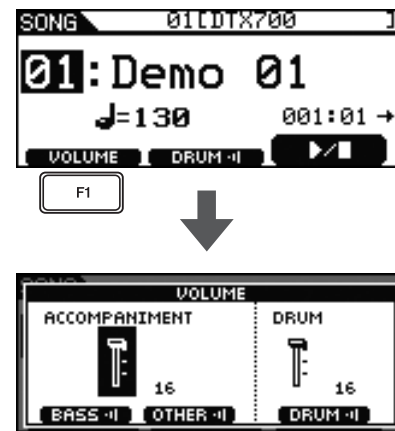 SONG 01[DTX700 ]
01:Demo 01
♩=130 001:01 →
VOLUME DRUM ▶/■
F1
SONG
VOLUME
ACCOMPANIMENT DRUM
16 16
BASS OTHER DRUM